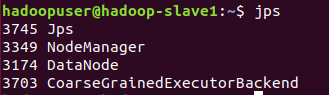 hadoopuser@hadoop-slave1:~$ jps
3745 Jps
3349 NodeManager
3174 DataNode
3703 CoarseGrainedExecutorBackend